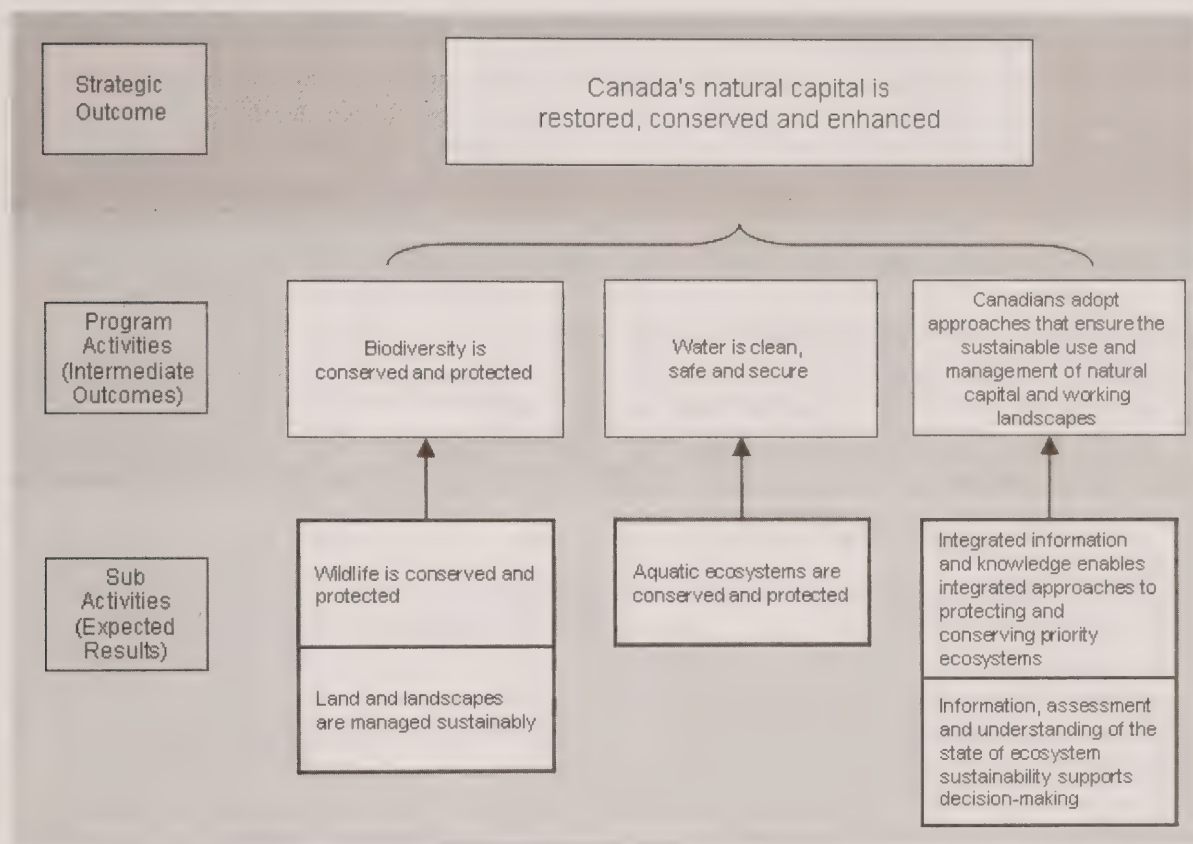 Strategic
Outcome
Canada's natural capital is
restored, conserved and enhanced
Program
Activities
(Intermediate
Outcomes)
Biodiversity is
conserved and protected
Water is clean,
safe and secure
Canadians adopt
approaches that ensure the
sustainable use and
management of natural
capital and working
landscapes
Sub
Activities
(Expected
Results)
Wildlife is conserved and
protected
Land and landscapes
are managed sustainably
Aquatic ecosystems are
conserved and protected
Integrated information
and knowledge enables
integrated approaches to
protecting and
conserving priority
ecosystems
Information, assessment
and understanding of the
state of ecosystem
sustainability supports
decision-making